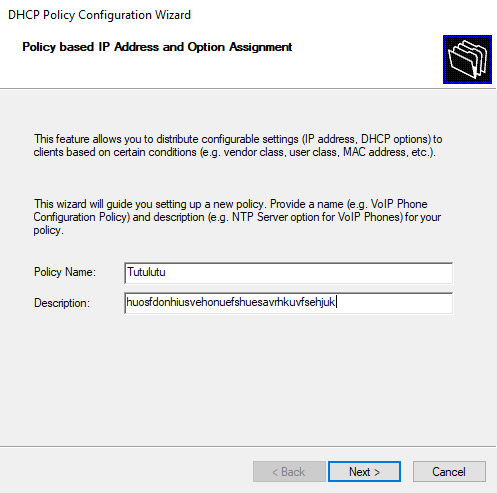 DHCP Policy Configuration Wizard
Policy based IP Address and Option Assignment
This feature allows you to distribute configurable settings (IP address, DHCP options) to
clients based on certain conditions (e.g. vendor class, user class, MAC address, etc.).
This wizard will guide you setting up a new policy. Provide a name (e.g. VoIP Phone
Configuration Policy) and description (e.g. NTP Server option for VoIP Phones) for your
policy.
Policy Name: Tutulutu
Description: huosfdonhiusvehonuefshuesavrhkuvfsehjuk
< Back Next > Cancel